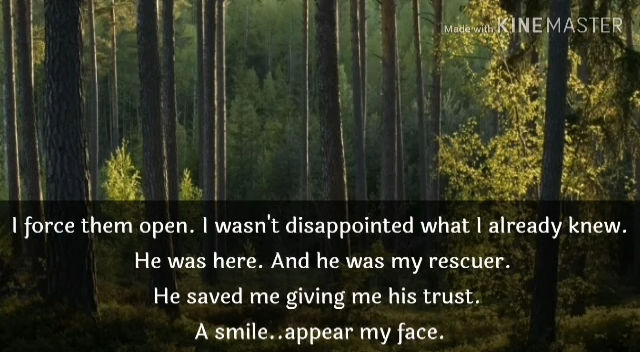 Made with KINEMASTER
I force them open. I wasn't disappointed what I already knew.
He was here. And he was my rescuer.
He saved me giving me his trust.
A smile..appear my face.